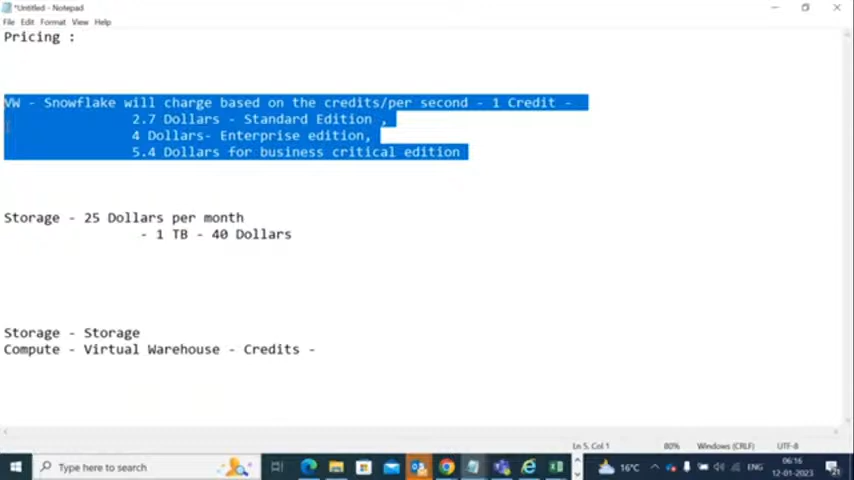 *Untitled - Notepad
File Edit Format View Help
Pricing :
VW - Snowflake will charge based on the credits/per second - 1 Credit -
2.7 Dollars - Standard Edition ,
4 Dollars- Enterprise edition,
5.4 Dollars for business critical edition
Storage - 25 Dollars per month
- 1 TB - 40 Dollars
Storage - Storage
Compute - Virtual Warehouse - Credits -
Ln 5, Col 1 80% Windows (CRLF) UTF-8
Type here to search 16°C ENG 06:16
12-01-2023